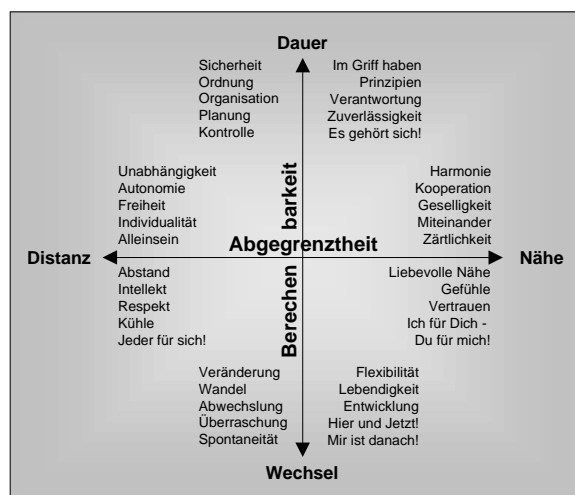 Dauer
Sicherheit
Ordnung
Organisation
Planung
Kontrolle
Im Griff haben
Prinzipien
Verantwortung
Zuverlässigkeit
Es gehört sich!
Unabhängigkeit
Autonomie
Freiheit
Individualität
Alleinsein
Harmonie
Kooperation
Geselligkeit
Miteinander
Zärtlichkeit
Distanz
Abgegrenztheit
Nähe
Berechen barkeit
Abstand
Intellekt
Respekt
Kühle
Jeder für sich!
Liebevolle Nähe
Gefühle
Vertrauen
Ich für Dich -
Du für mich!
Veränderung
Wandel
Abwechslung
Überraschung
Spontaneität
Flexibilität
Lebendigkeit
Entwicklung
Hier und Jetzt!
Mir ist danach!
Wechsel